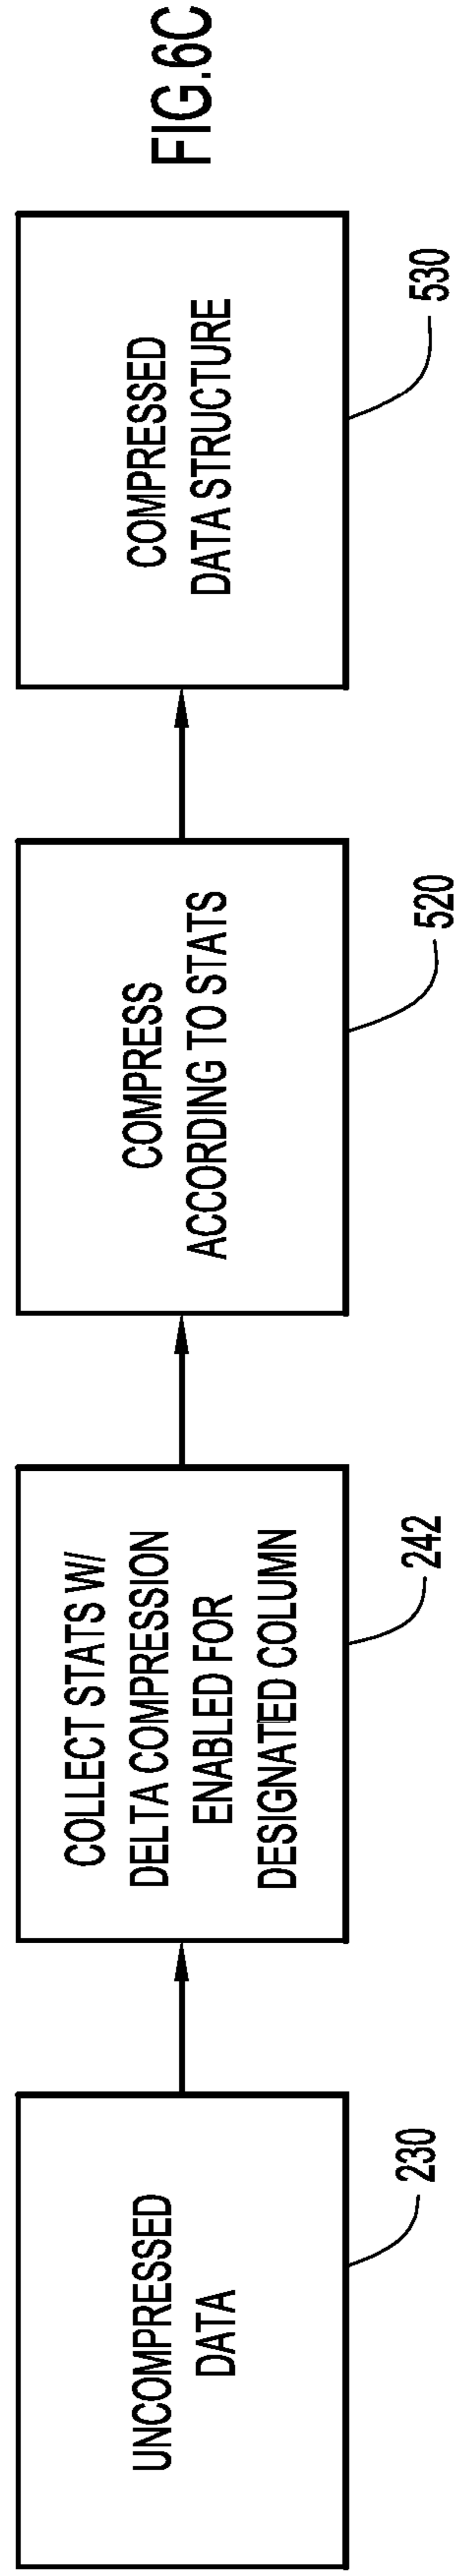 UNCOMPRESSED
DATA
230
COLLECT STATS W/
DELTA COMPRESSION
ENABLED FOR
DESIGNATED COLUMN
242
COMPRESS
ACCORDING TO STATS
520
COMPRESSED
DATA STRUCTURE
530
FIG.6C